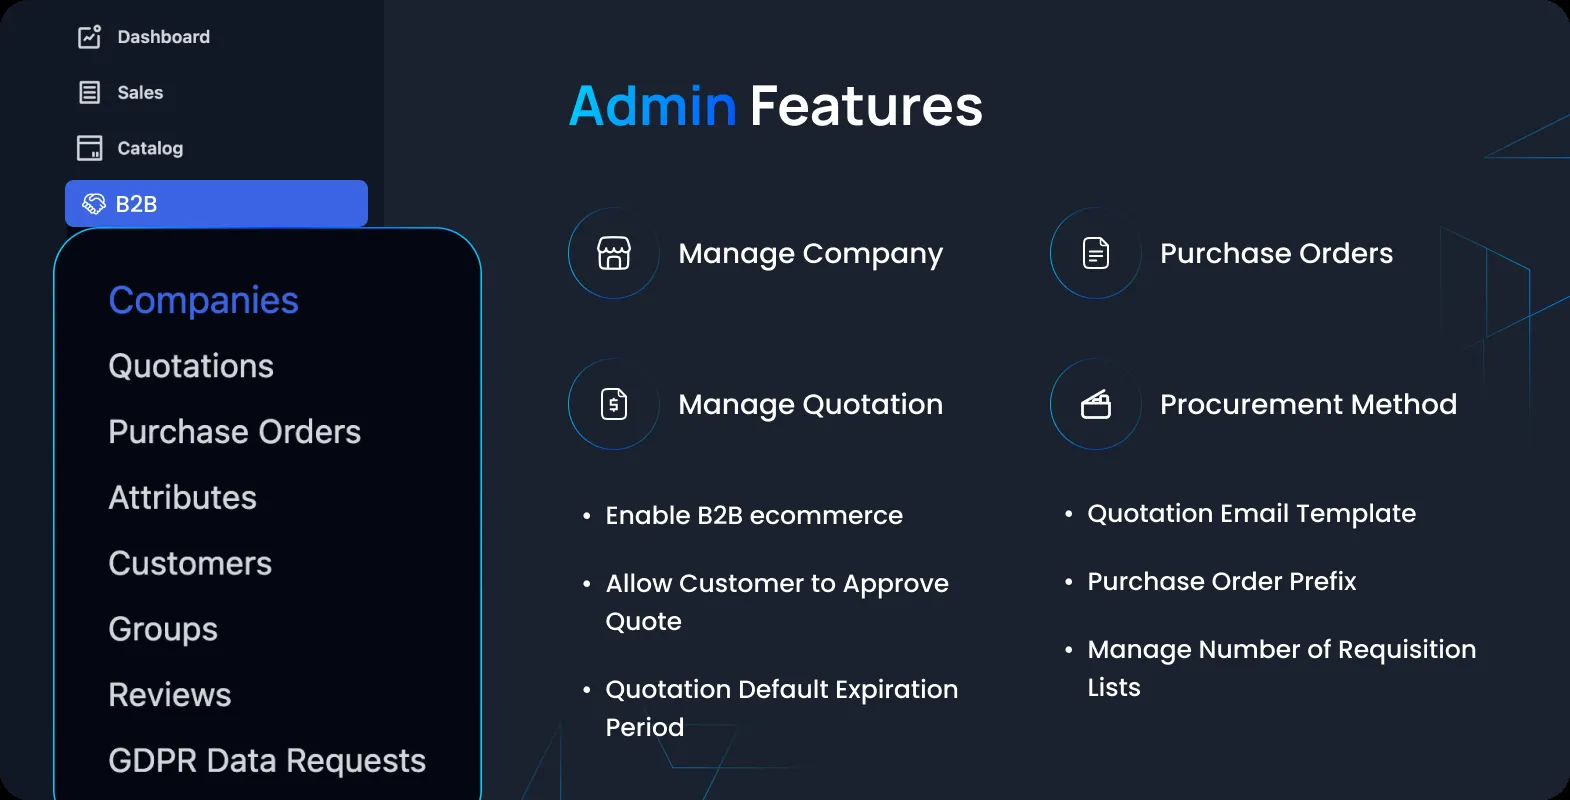 Dashboard
Sales
Catalog
B2B
Companies
Quotations
Purchase Orders
Attributes
Customers
Groups
Reviews
GDPR Data Requests
Admin Features
Manage Company
Purchase Orders
Manage Quotation
Procurement Method
• Enable B2B ecommerce
• Allow Customer to Approve
Quote
• Quotation Default Expiration
Period
• Quotation Email Template
• Purchase Order Prefix
• Manage Number of Requisition
Lists